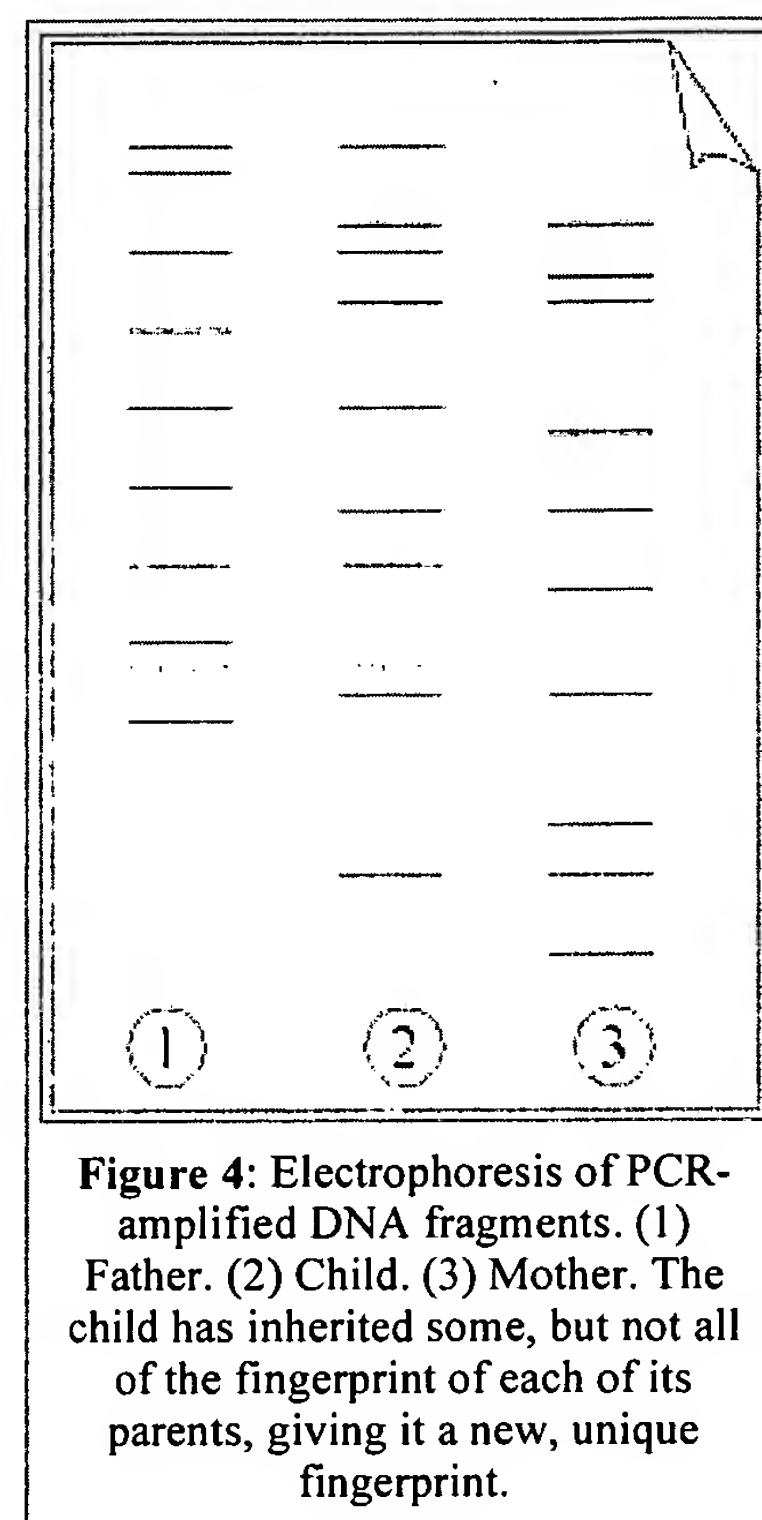 1
2
3
Figure 4: Electrophoresis of PCR-
amplified DNA fragments. (1)
Father. (2) Child. (3) Mother. The
child has inherited some, but not all
of the fingerprint of each of its
parents, giving it a new, unique
fingerprint.